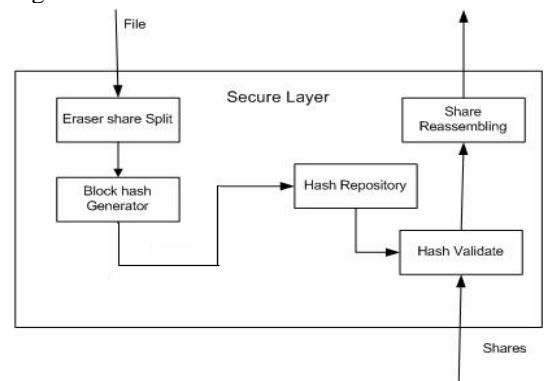 File
Secure Layer
Eraser share Split
Share
Reassembling
Block hash
Generator
Hash Repository
Hash Validate
Shares